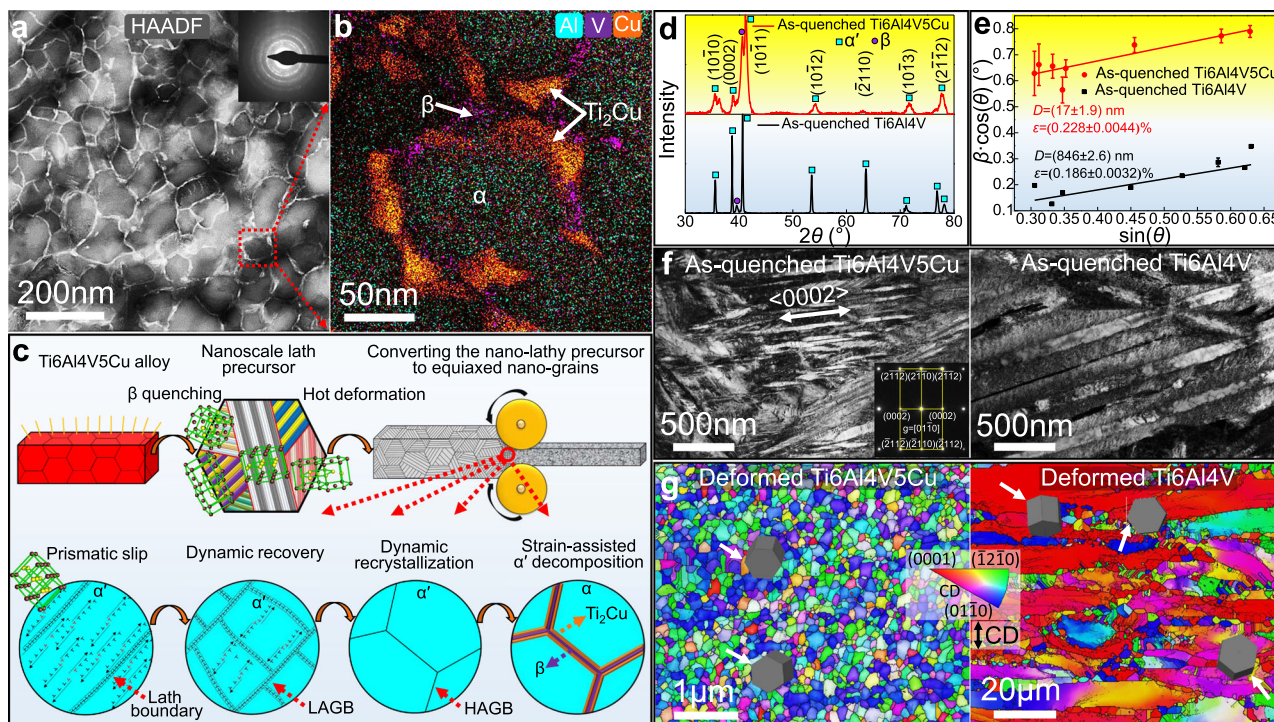 a
HAADF
200nm
b
Al V Cu
β
Ti₂Cu
α
50nm
c
Ti6Al4V5Cu alloy
Nanoscale lath
precursor
Converting the nano-lathy precursor
to equiaxed nano-grains
β quenching
Hot deformation
Prismatic slip
Dynamic recovery
Dynamic
recrystallization
Strain-assisted
α′ decomposition
α′
α′
α′
α
Ti₂Cu
β
Lath
boundary
LAGB
HAGB
d
As-quenched Ti6Al4V5Cu
α′ β
(101̄0)
(0002)
(101̄1)
(101̄2)
(2̄110)
(101̄3)
(2̄112)
As-quenched Ti6Al4V
Intensity
30 40 50 60 70 80
2θ (°)
e
0.8
0.7
0.6
0.5
0.4
0.3
0.2
0.1
β·cos(θ) (°)
As-quenched Ti6Al4V5Cu
As-quenched Ti6Al4V
D=(17±1.9) nm
ε=(0.228±0.0044)%
D=(846±2.6) nm
ε=(0.186±0.0032)%
0.30 0.35 0.40 0.45 0.50 0.55 0.60 0.65
sin(θ)
f
As-quenched Ti6Al4V5Cu
<0002>
(0002) (0002)
g=[011̄0]
500nm
As-quenched Ti6Al4V
500nm
g
Deformed Ti6Al4V5Cu
1μm
Deformed Ti6Al4V
(0001) (1̄21̄0)
CD
(011̄0)
CD
20μm